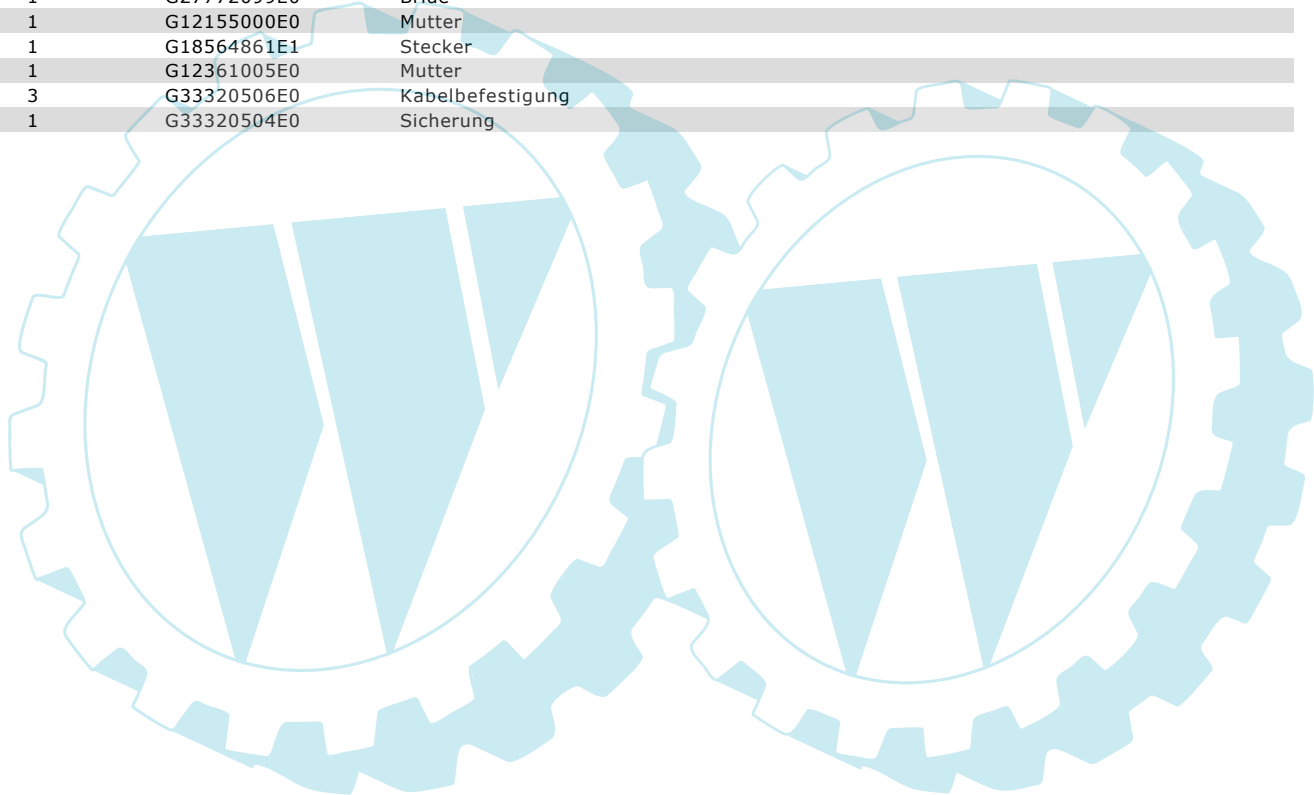 1 G12155000E0 Mutter
1 G18564861E1 Stecker
1 G12361005E0 Mutter
3 G33320506E0 Kabelbefestigung
1 G33320504E0 Sicherung